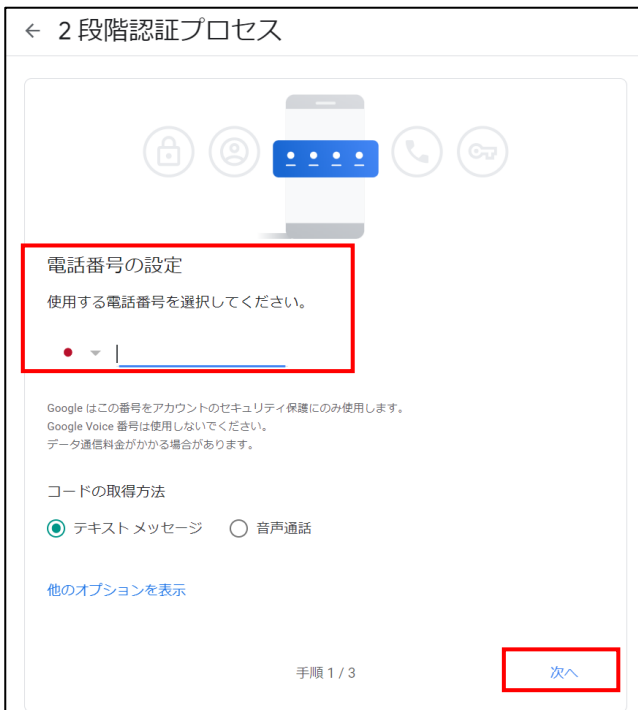 2 段階認証プロセス
電話番号の設定
使用する電話番号を選択してください。
Google はこの番号をアカウントのセキュリティ保護にのみ使用します。
Google Voice 番号は使用しないでください。
データ通信料金がかかる場合があります。
コードの取得方法
テキスト メッセージ 音声通話
他のオプションを表示
手順 1 / 3 次へ